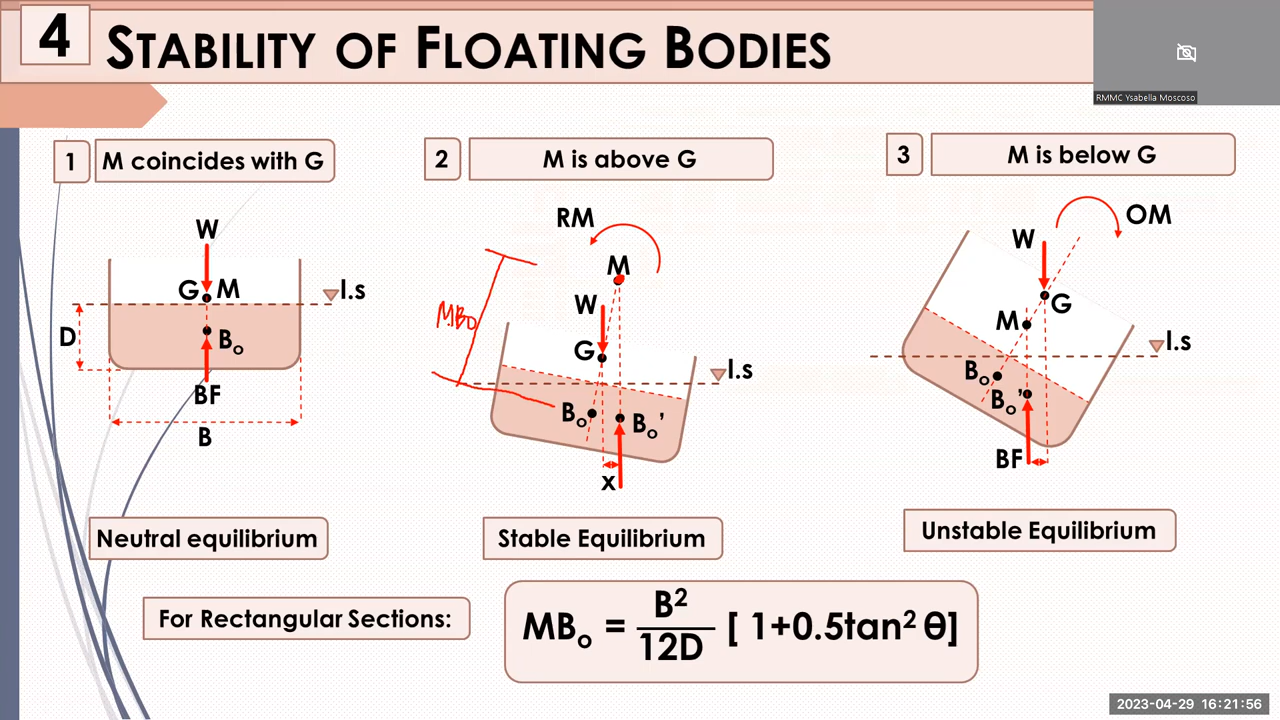 4 STABILITY OF FLOATING BODIES
RMMC Ysabella Moscoso
1 M coincides with G
2 M is above G
3 M is below G
W
G M
l.s
D
Bo
BF
B
RM
M
W
MBo
G
l.s
Bo
Bo’
x
OM
W
G
M
l.s
Bo
Bo’
BF
Neutral equilibrium
Stable Equilibrium
Unstable Equilibrium
For Rectangular Sections:
MBo = B²/12D [ 1+0.5tan² θ]
2023-04-29 16:21:56